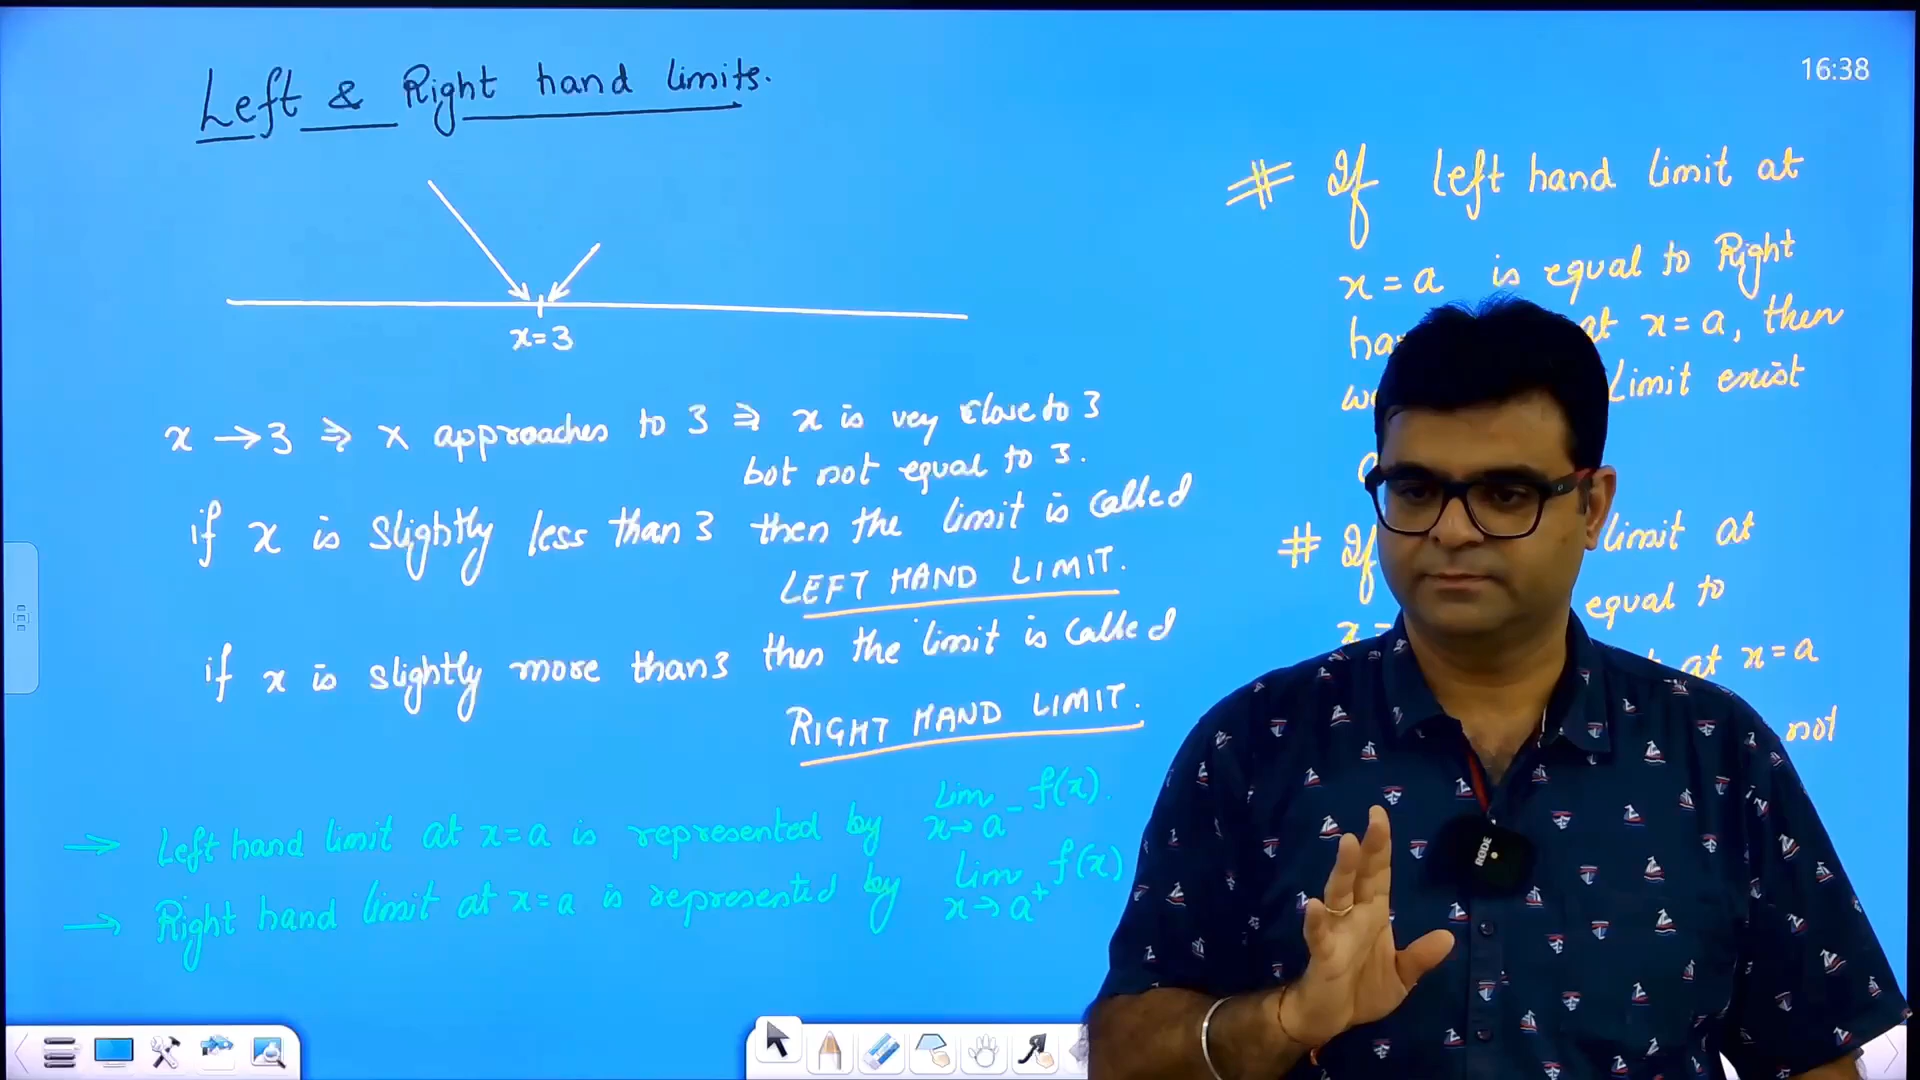 Left & Right hand limits.
16:38
x=3
x → 3 ⇒ x approaches to 3 ⇒ x is very close to 3
bot not equal to 3.
if x is slightly less than 3 then the limit is called
LEFT HAND LIMIT.
if x is slightly more than 3 then the limit is called
RIGHT HAND LIMIT.
→ Left hand limit at x=a is represented by lim x→a⁻ f(x).
→ Right hand limit at x=a is represented by lim x→a⁺ f(x)
# If left hand limit at
x=a is equal to Right
at x=a, then
Limit exist
# If limit at
equal to
at x=a
not
RODE